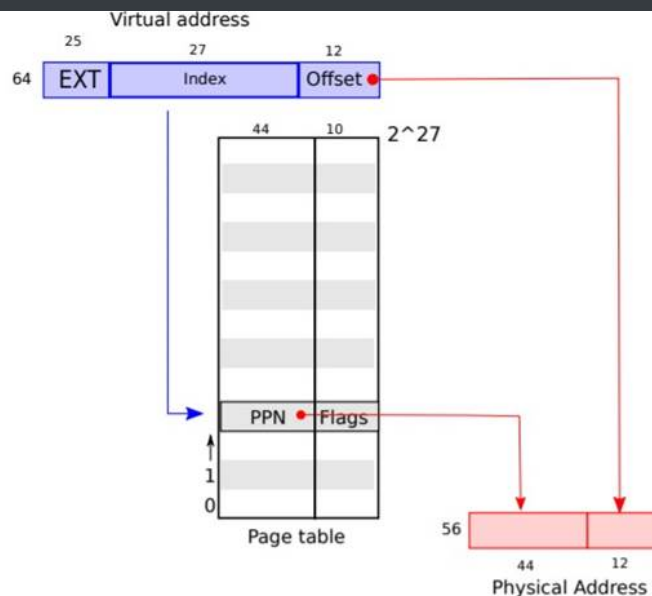 Virtual address
25
27
12
64
EXT
Index
Offset
44
10
2^27
PPN
Flags
1
0
Page table
56
44
12
Physical Address